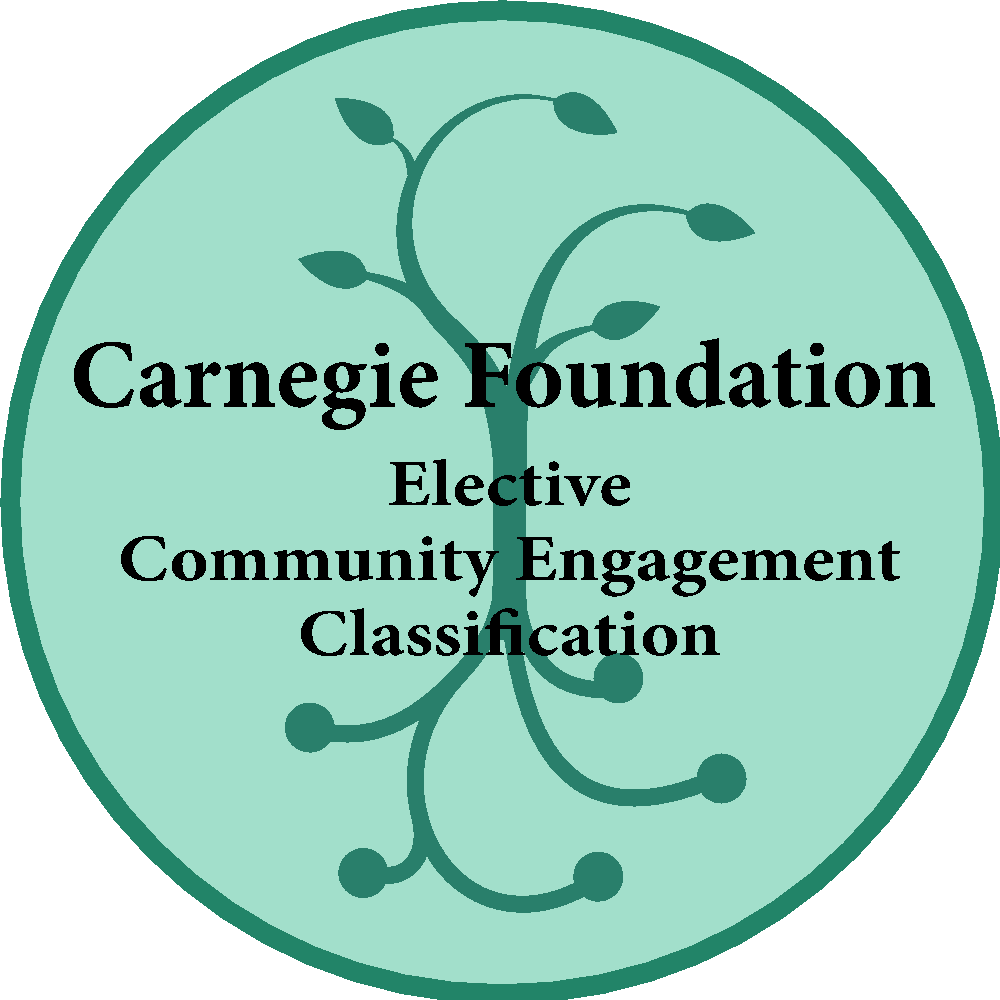 Carnegie Foundation
Elective
Community Engagement
Classification